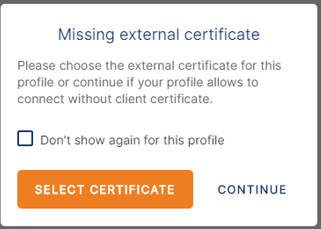 Missing external certificate
Please choose the external certificate for this
profile or continue if your profile allows to
connect without client certificate.
Don't show again for this profile
SELECT CERTIFICATE
CONTINUE